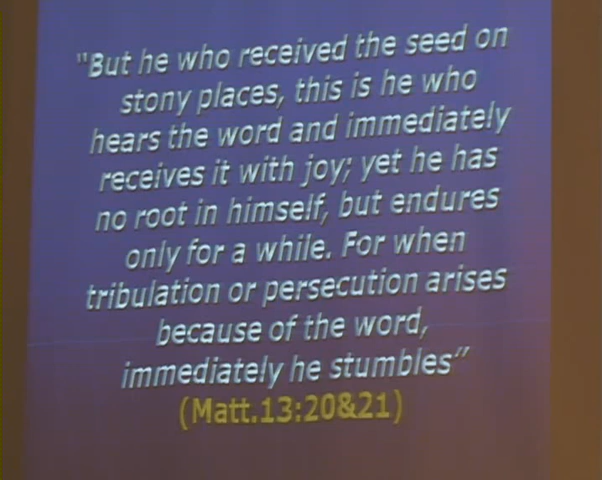 "But he who received the seed on
stony places, this is he who
hears the word and immediately
receives it with joy; yet he has
no root in himself, but endures
only for a while. For when
tribulation or persecution arises
because of the word,
immediately he stumbles"
(Matt.13:20&21)